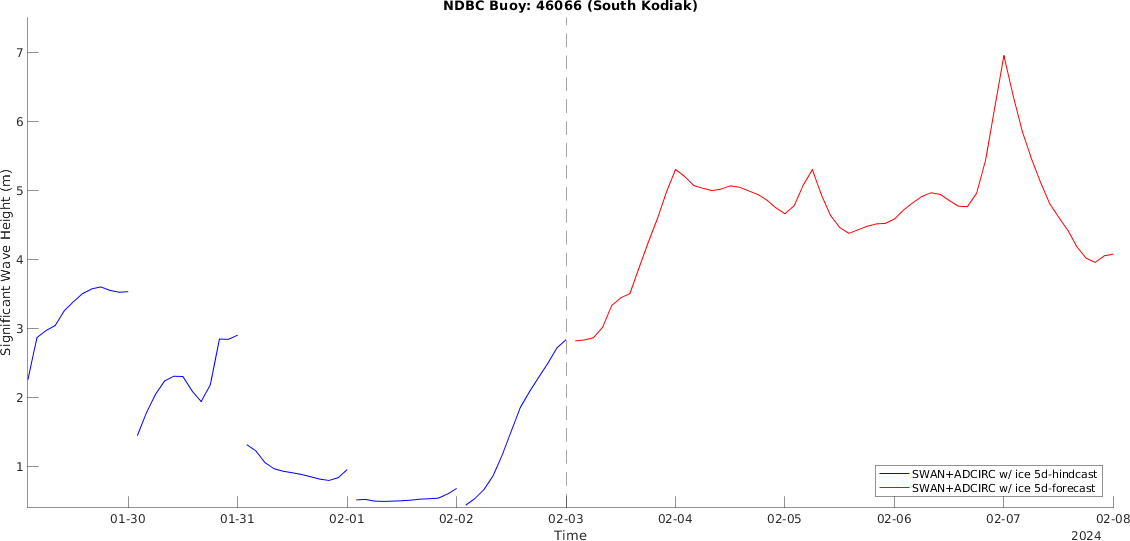 NDBC Buoy: 46066 (South Kodiak)
Significant Wave Height (m)
7
6
5
4
3
2
1
SWAN+ADCIRC w/ ice 5d-hindcast
SWAN+ADCIRC w/ ice 5d-forecast
01-30 01-31 02-01 02-02 02-03 02-04 02-05 02-06 02-07 02-08
Time
2024